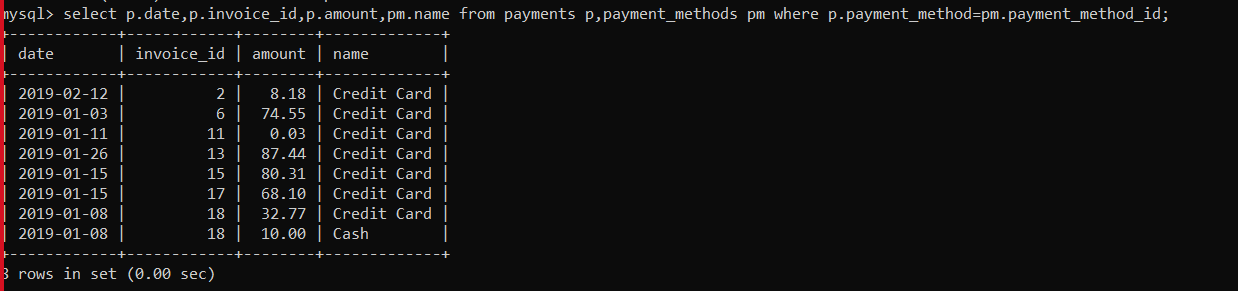 mysql> select p.date,p.invoice_id,p.amount,pm.name from payments p,payment_methods pm where p.payment_method=pm.payment_method_id;
+------------+------------+--------+-------------+
| date       | invoice_id | amount | name        |
+------------+------------+--------+-------------+
| 2019-02-12 |          2 |   8.18 | Credit Card |
| 2019-01-03 |          6 |  74.55 | Credit Card |
| 2019-01-11 |         11 |   0.03 | Credit Card |
| 2019-01-26 |         13 |  87.44 | Credit Card |
| 2019-01-15 |         15 |  80.31 | Credit Card |
| 2019-01-15 |         17 |  68.10 | Credit Card |
| 2019-01-08 |         18 |  32.77 | Credit Card |
| 2019-01-08 |         18 |  10.00 | Cash        |
+------------+------------+--------+-------------+
8 rows in set (0.00 sec)